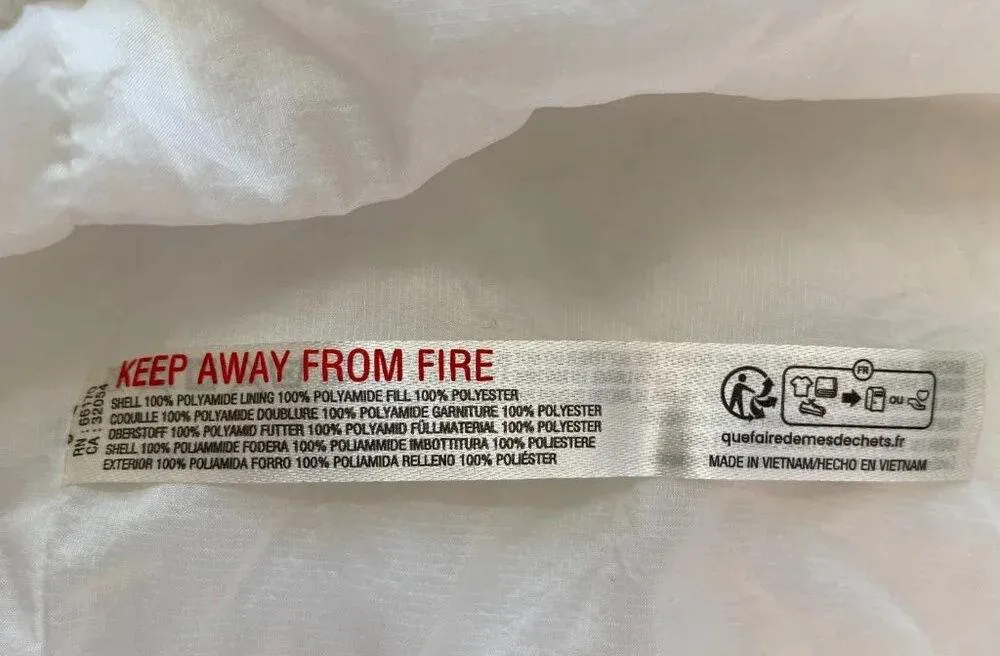 KEEP AWAY FROM FIRE
SHELL 100% POLYAMIDE LINING 100% POLYAMIDE FILL 100% POLYESTER
COQUILLE 100% POLYAMIDE DOUBLURE 100% POLYAMIDE GARNITURE 100% POLYESTER
OBERSTOFF 100% POLYAMID FUTTER 100% POLYAMID FÜLLMATERIAL 100% POLYESTER
SHELL 100% POLIAMMIDE FODERA 100% POLIAMMIDE IMBOTTITURA 100% POLIESTERE
EXTERIOR 100% POLIAMIDA FORRO 100% POLIAMIDA RELLENO 100% POLIÉSTER
RN :
CA : 32054
FR
OU
quefairedemesdechets.fr
MADE IN VIETNAM/HECHO EN VIETNAM